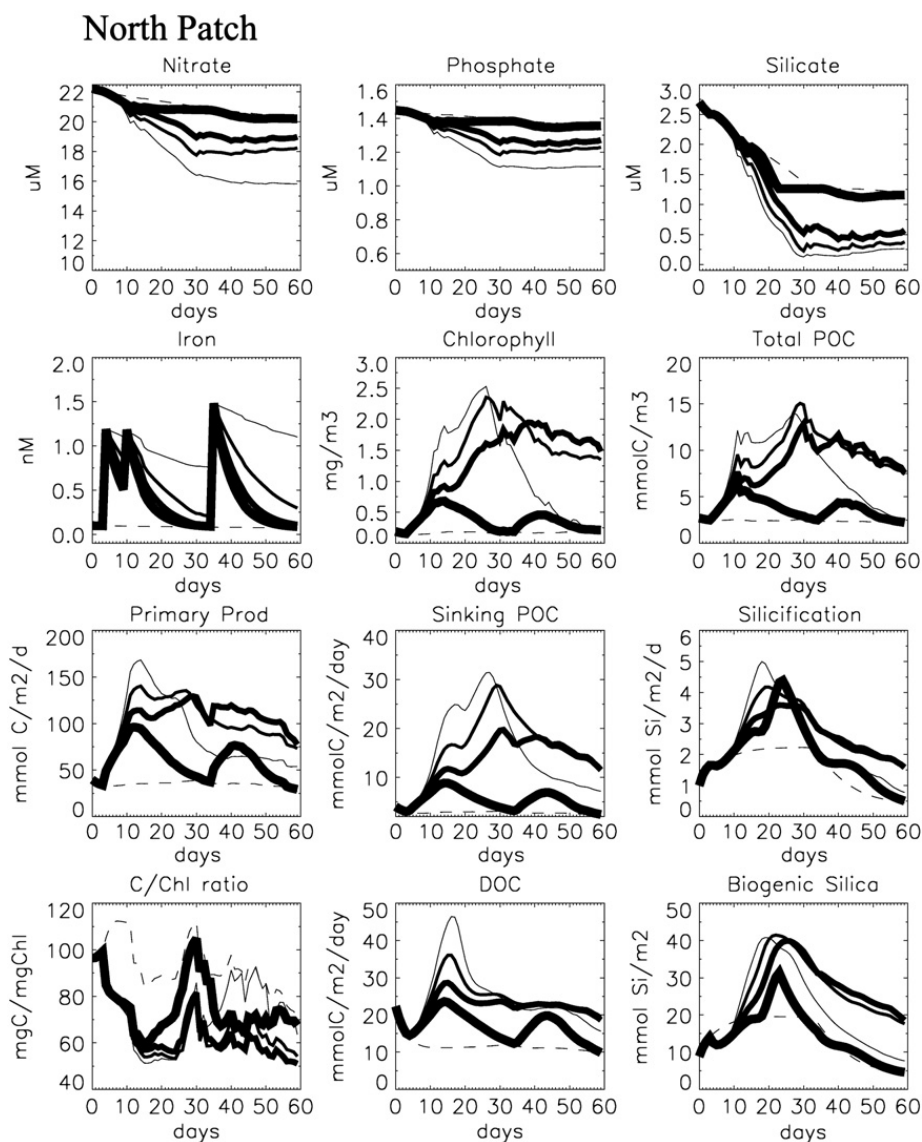 North Patch
Nitrate
Phosphate
Silicate
22
20
18
16
14
12
10
uM
0 10 20 30 40 50 60
days
1.6
1.4
1.2
1.0
0.8
0.6
uM
0 10 20 30 40 50 60
days
3.0
2.5
2.0
1.5
1.0
0.5
0.0
uM
0 10 20 30 40 50 60
days
Iron
Chlorophyll
Total POC
2.0
1.5
1.0
0.5
0.0
nM
0 10 20 30 40 50 60
days
3.0
2.5
2.0
1.5
1.0
0.5
0.0
mg/m3
0 10 20 30 40 50 60
days
20
15
10
5
0
mmolC/m3
0 10 20 30 40 50 60
days
Primary Prod
Sinking POC
Silicification
200
150
100
50
0
mmol C/m2/d
0 10 20 30 40 50 60
days
40
30
20
10
mmolC/m2/day
0 10 20 30 40 50 60
days
6
5
4
3
2
1
0
mmol Si/m2/d
0 10 20 30 40 50 60
days
C/Chl ratio
DOC
Biogenic Silica
120
100
80
60
40
mgC/mgChl
0 10 20 30 40 50 60
days
50
40
30
20
10
0
mmolC/m2/day
0 10 20 30 40 50 60
days
50
40
30
20
10
0
mmol Si/m2
0 10 20 30 40 50 60
days